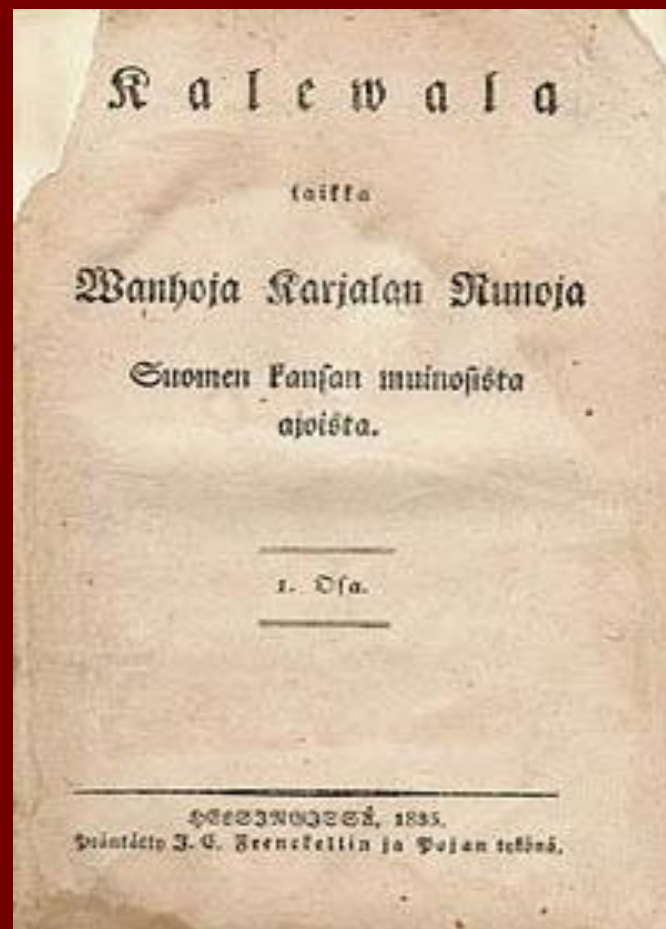 Kalewala
taikka
Wanhoja Karjalan Runoja
Suomen kansan muinosista
ajoista.
1. Osa.
HELSINGISSÄ, 1835.
Präntätty J. C. Frenckellin ja Pojan tykönä.